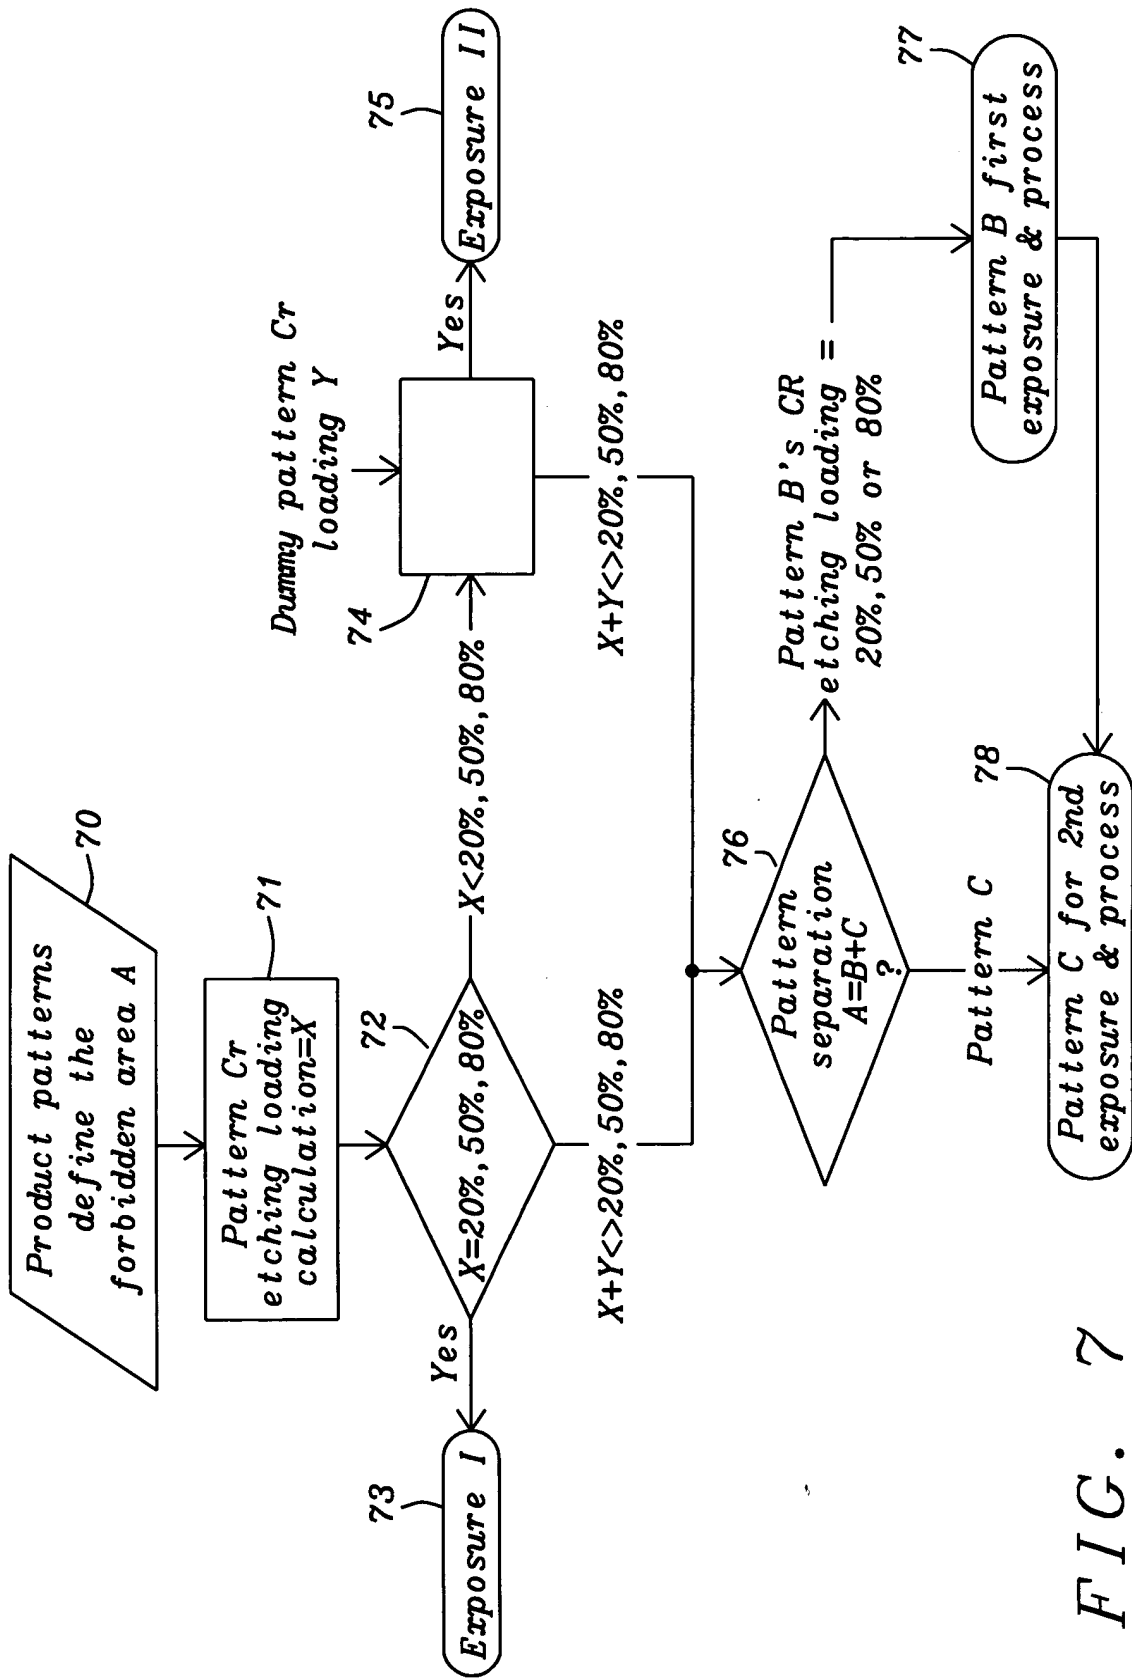 Product patterns
define the
forbidden area A
70
Pattern Cr
etching loading
calculation=X
71
72
X=20%,50%,80%
Yes
73
Exposure I
X<20%,50%,80%
Dummy pattern Cr
loading Y
74
Yes
75
Exposure II
X+Y<>20%,50%,80%
X+Y<>20%,50%,80%
76
Pattern
separation
A=B+C
?
Pattern B's CR
etching loading =
20%,50% or 80%
77
Pattern B first
exposure & process
Pattern C
78
Pattern C for 2nd
exposure & process
FIG. 7